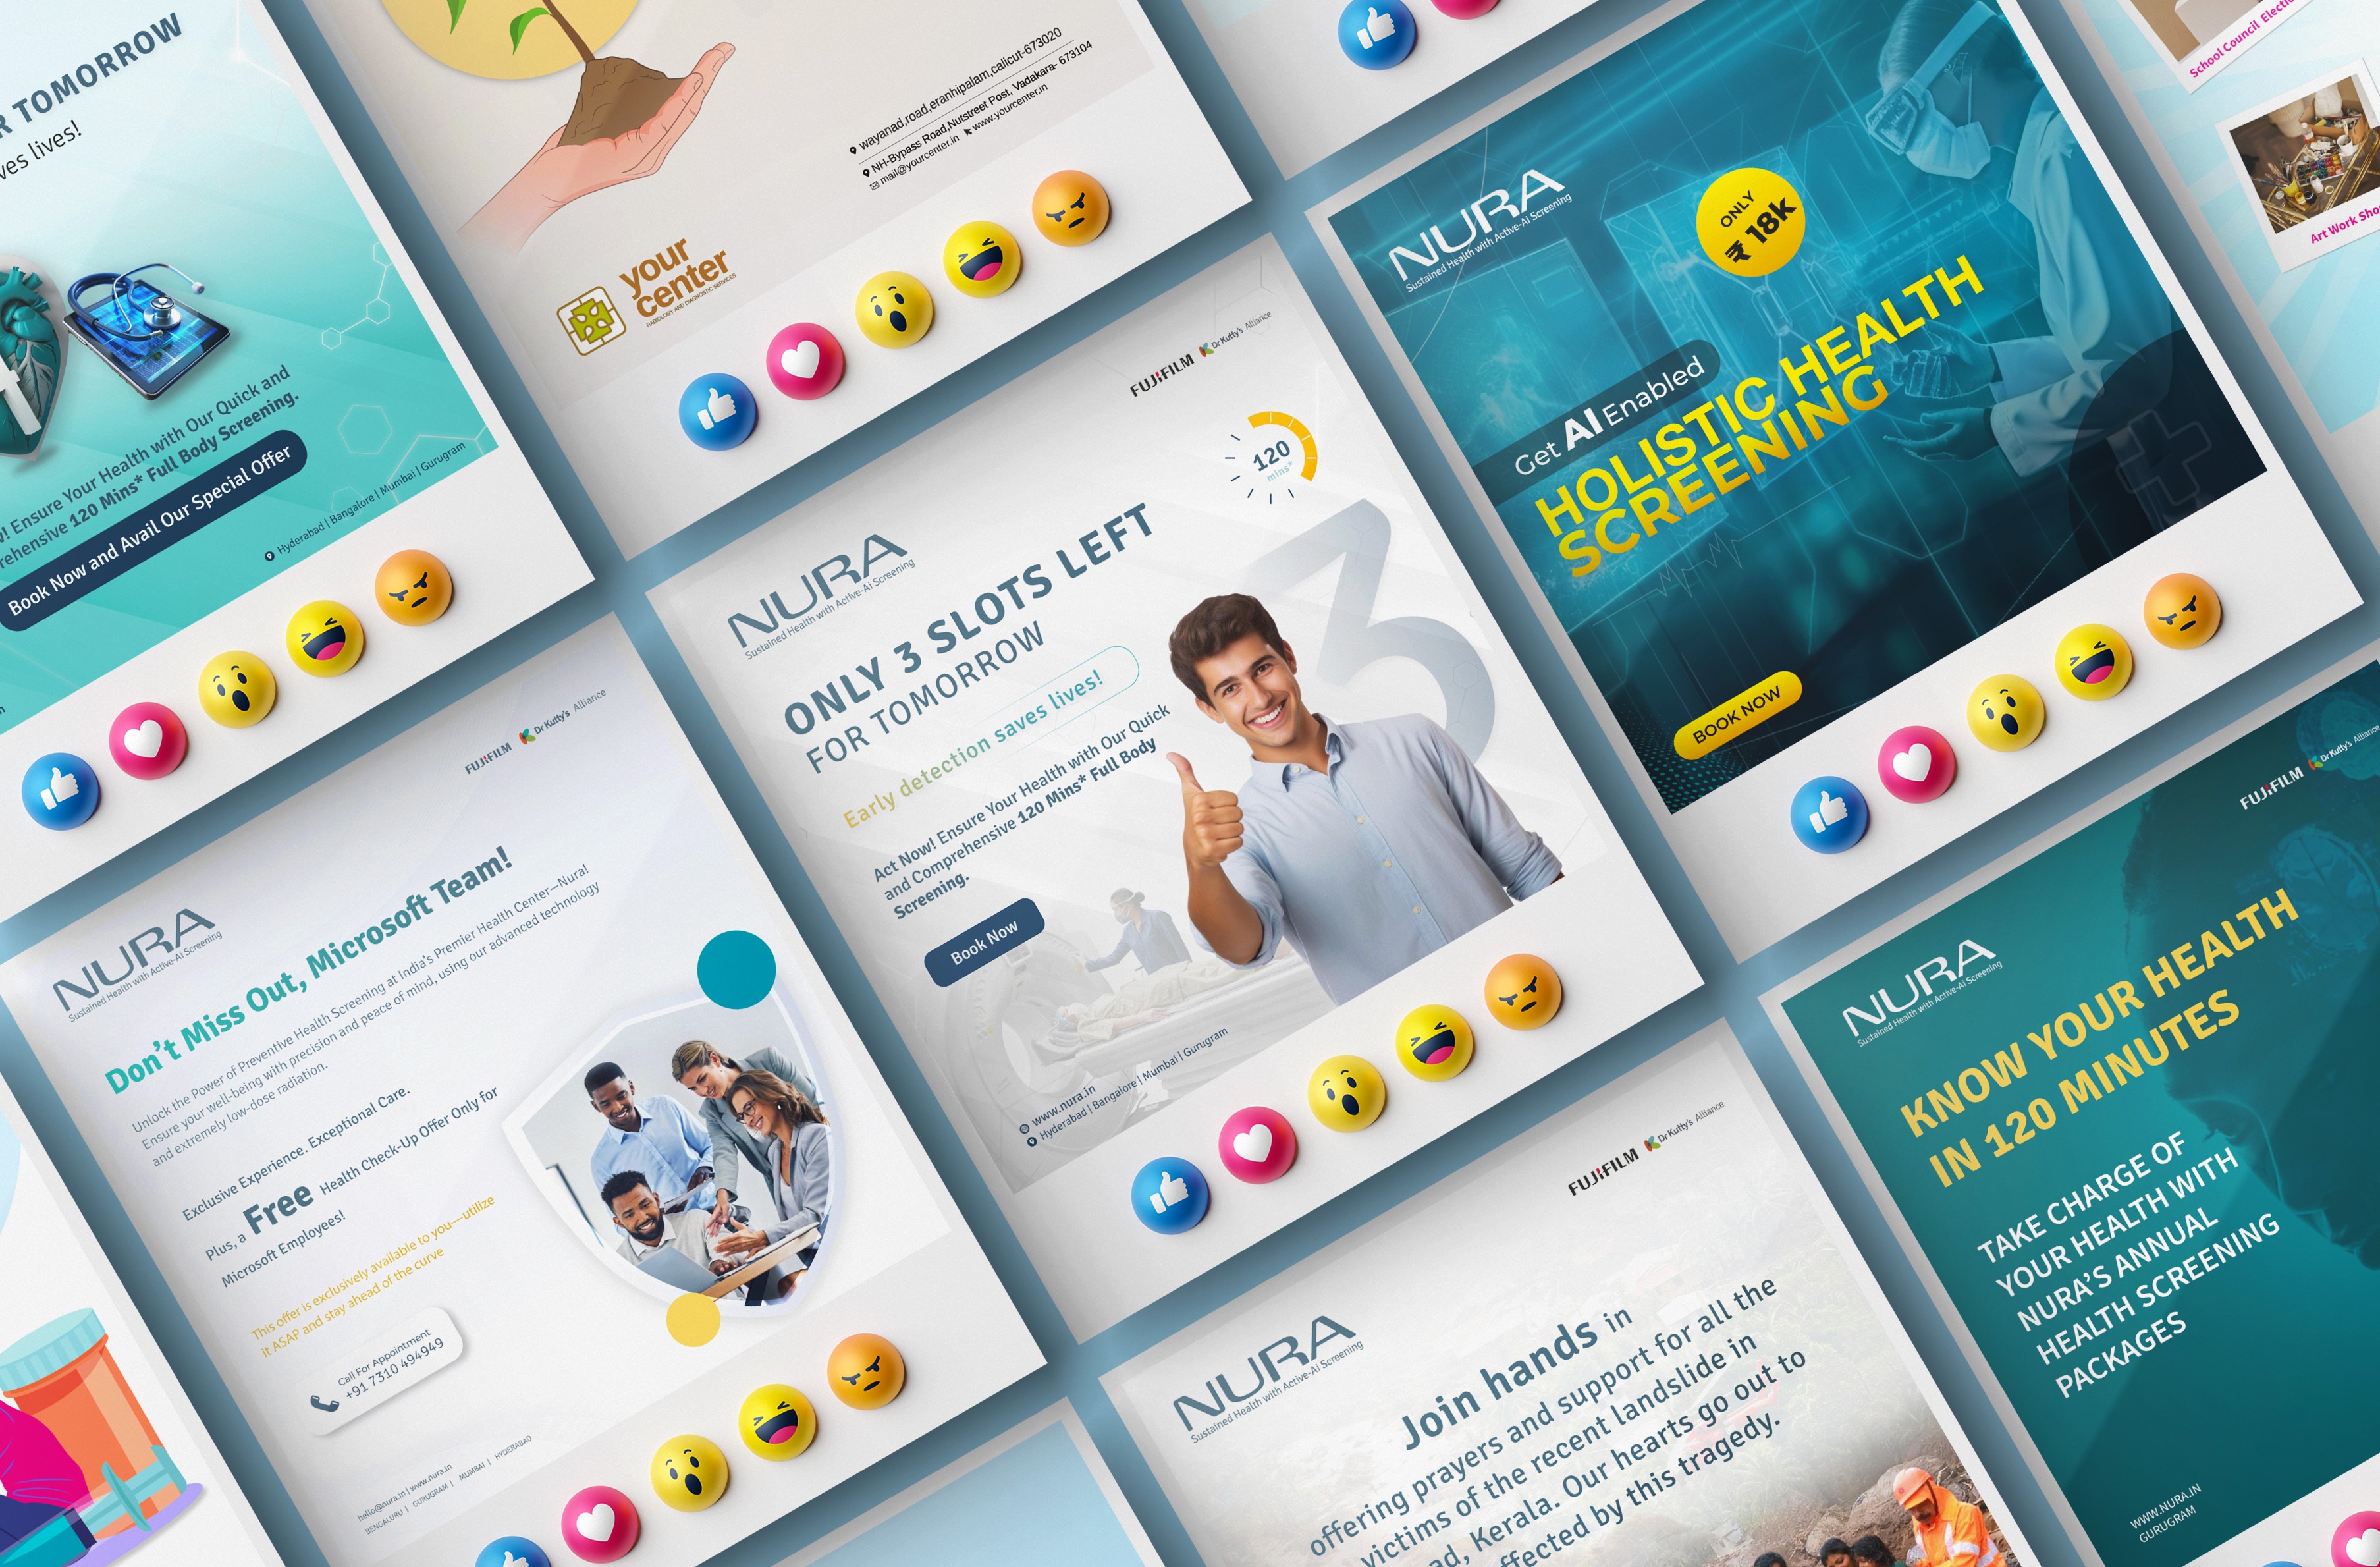 TOMORROW
lives!
Ensure Your Health with Our Quick and
120 Mins* Full Body Screening.
Book Now and Avail Our Special Offer
Hyderabad | Bangalore | Mumbai | Gurugram
wayanad,road,eranhipalam,calicut-673020
NH-Bypass Road,Nutstreet Post, Vadakara- 673104
mail@yourcenter.in www.yourcenter.in
your
center
RADIOLOGY AND DIAGNOSTIC SERVICES
NURA
Sustained Health with Active-AI Screening
ONLY
₹ 18k
Get AI Enabled
HOLISTIC HEALTH
SCREENING
BOOK NOW
School Council
Art Work
FUJIFILM Dr Kutty's Alliance
NURA
Sustained Health with Active-AI Screening
Don't Miss Out, Microsoft Team!
Unlock the Power of Preventive Health Screening at India's Premier Health Center—Nura!
Ensure your well-being with precision and peace of mind, using our advanced technology
and extremely low-dose radiation.
Exclusive Experience. Exceptional Care.
Plus, a Free Health Check-Up Offer Only for
Microsoft Employees!
This offer is exclusively available to you—utilize
it ASAP and stay ahead of the curve
Call For Appointment
+91 7310 494949
hello@nura.in | www.nura.in
BENGALURU | GURUGRAM | MUMBAI | HYDERABAD
FUJIFILM Dr Kutty's Alliance
120
mins*
NURA
Sustained Health with Active-AI Screening
ONLY 3 SLOTS LEFT
FOR TOMORROW
3
Early detection saves lives!
Act Now! Ensure Your Health with Our Quick
and Comprehensive 120 Mins* Full Body
Screening.
Book Now
www.nura.in
Hyderabad | Bangalore | Mumbai | Gurugram
FUJIFILM Dr Kutty's Alliance
NURA
Sustained Health with Active-AI Screening
Join hands in
offering prayers and support for all the
victims of the recent landslide in
Kerala. Our hearts go out to
by this tragedy.
FUJIFILM Dr Kutty's Alliance
NURA
Sustained Health with Active-AI Screening
KNOW YOUR HEALTH
IN 120 MINUTES
TAKE CHARGE OF
YOUR HEALTH WITH
NURA'S ANNUAL
HEALTH SCREENING
PACKAGES
WWW.NURA.IN
GURUGRAM